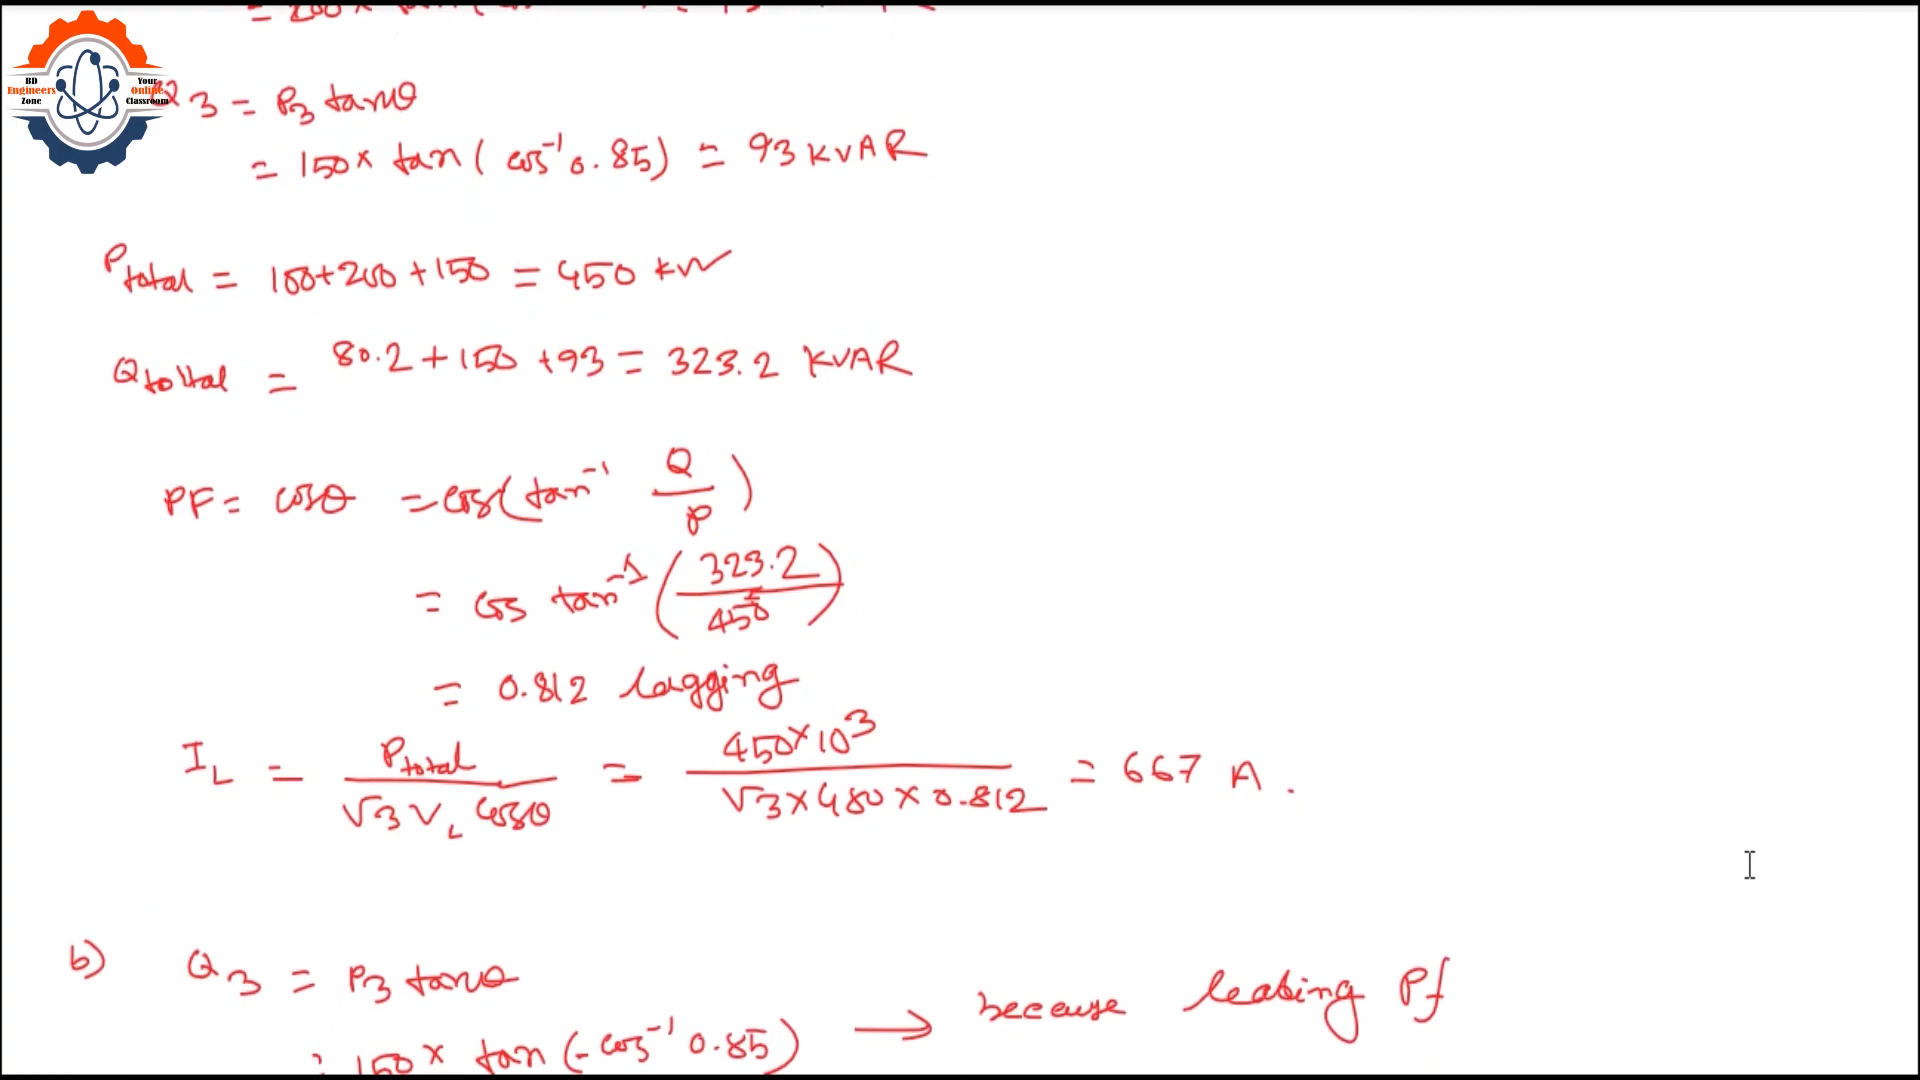 BD Engineers Zone
Your Online Classroom
Q3 = P3 tanθ
= 150 × tan ( cos⁻¹ 0.85) = 93 KVAR
Ptotal = 100+200+150 = 450 kW
Qtotal = 80.2+150+93 = 323.2 KVAR
PF = cosθ = cos(tan⁻¹ Q/P)
= cos tan⁻¹ (323.2/450)
= 0.812 lagging
IL = Ptotal/√3 VL cosθ = 450×10³/√3×480×0.812 = 667 A.
b) Q3 = P3 tanθ
150 × tan (-cos⁻¹ 0.85) → because leading Pf